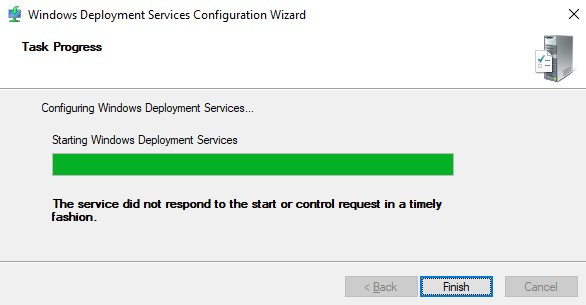 Windows Deployment Services Configuration Wizard
Task Progress
Configuring Windows Deployment Services...
Starting Windows Deployment Services
The service did not respond to the start or control request in a timely
fashion.
< Back Finish Cancel